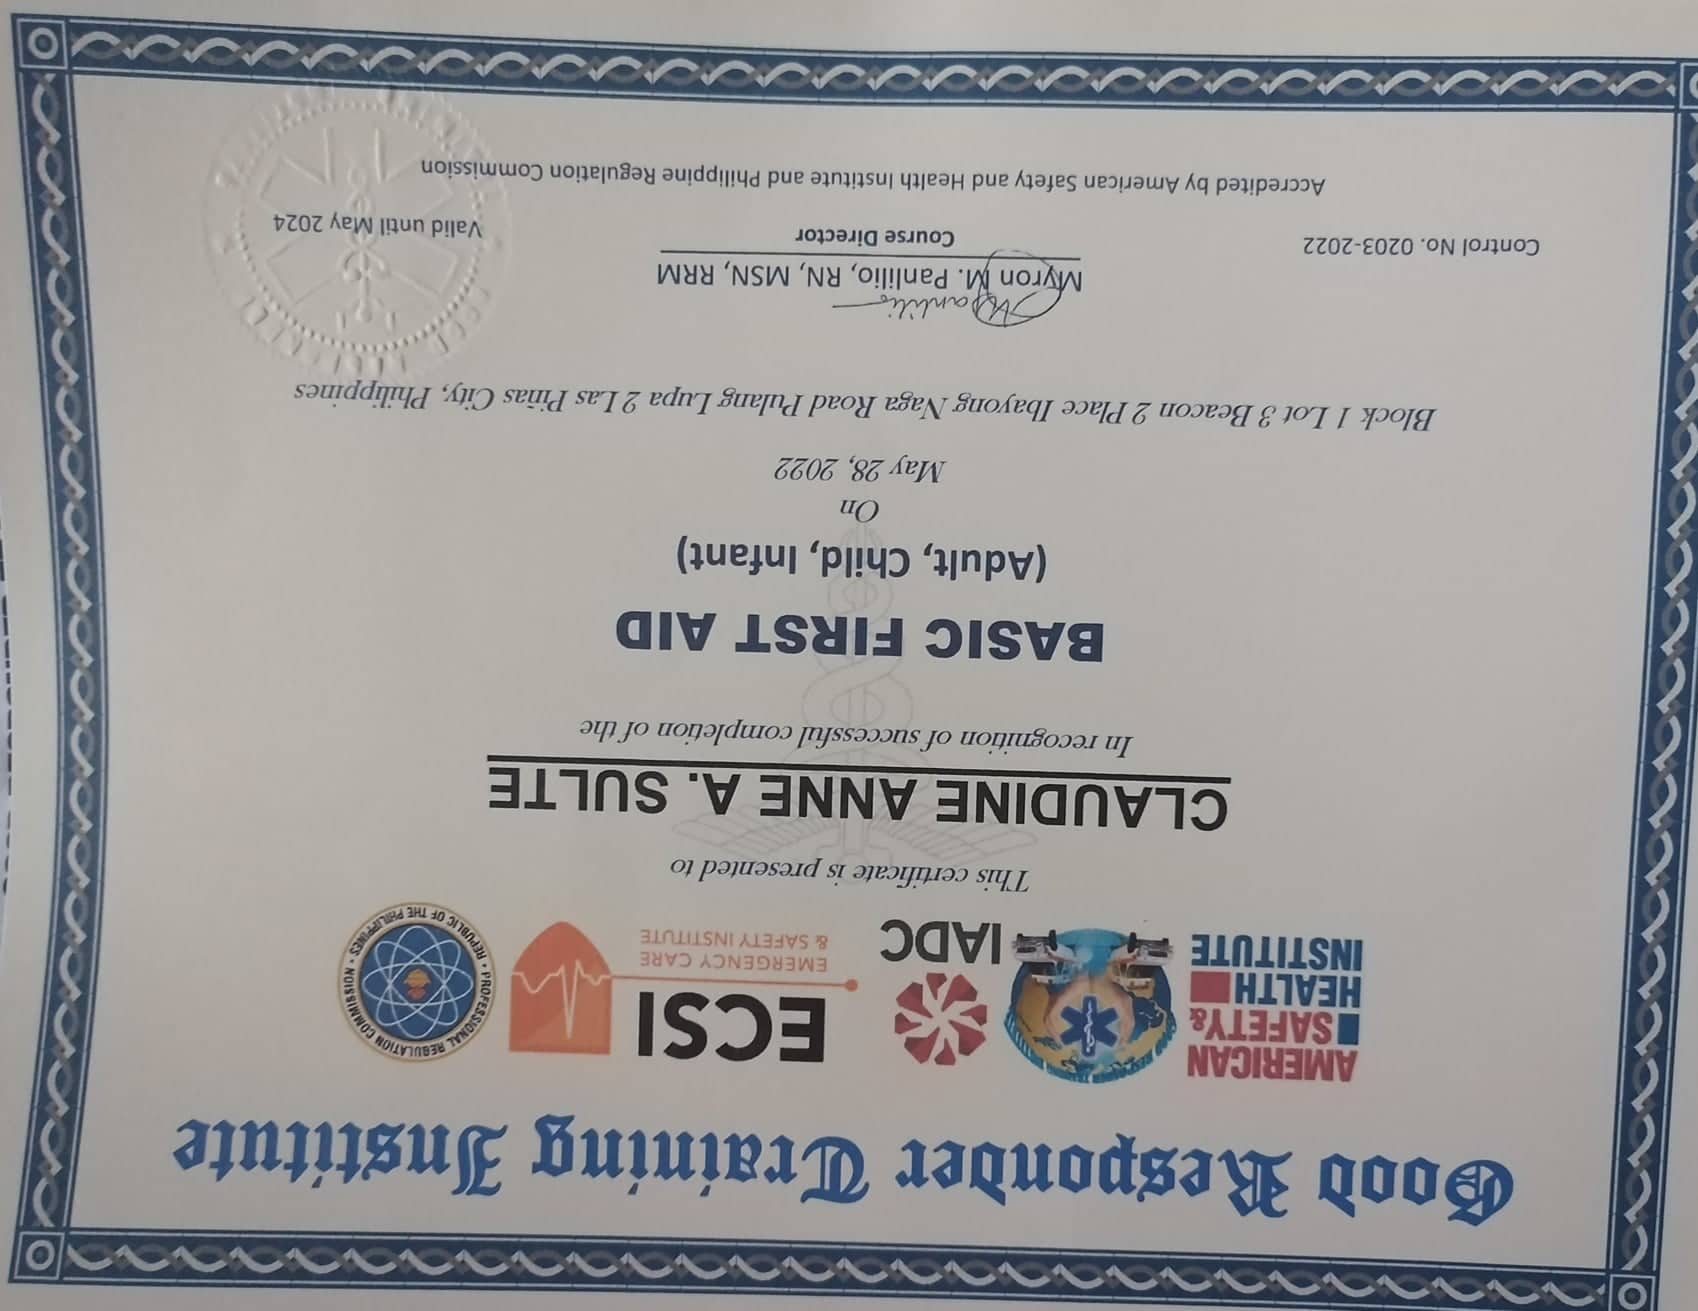 Good Responder Training Institute
AMERICAN
SAFETY&
HEALTH
INSTITUTE
IADC
ECSI
EMERGENCY CARE
& SAFETY INSTITUTE
PROFESSIONAL REGULATION COMMISSION • REPUBLIC OF THE PHILIPPINES •
This certificate is presented to
CLAUDINE ANNE A. SULTE
In recognition of successful completion of the
BASIC FIRST AID
(Adult, Child, Infant)
On
May 28, 2022
Block 1 Lot 3 Beacon 2 Place Ibayong Naga Road Pulang Lupa 2 Las Piñas City, Philippines
Myron M. Panlilio, RN, MSN, RRM
Course Director
Control No. 0203-2022
Valid until May 2024
Accredited by American Safety and Health Institute and Philippine Regulation Commission